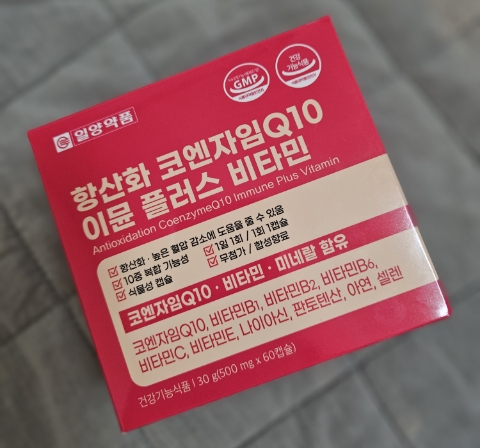 GMP
건강
기능식품
일양약품
항산화 코엔자임Q10
이뮨 플러스 비타민
Antioxidation CoenzymeQ10 Immune Plus Vitamin
항산화·높은 혈압 감소에 도움을 줄 수 있음
10중 복합 기능성 1일 1회 / 1회 1캡슐
식물성 캡슐 무첨가 / 합성향료
코엔자임Q10·비타민·미네랄 함유
코엔자임Q10, 비타민B1, 비타민B2, 비타민B6,
비타민C, 비타민E, 나이아신, 판토텐산, 아연, 셀렌
건강기능식품 | 30 g(500 mg x 60캡슐)